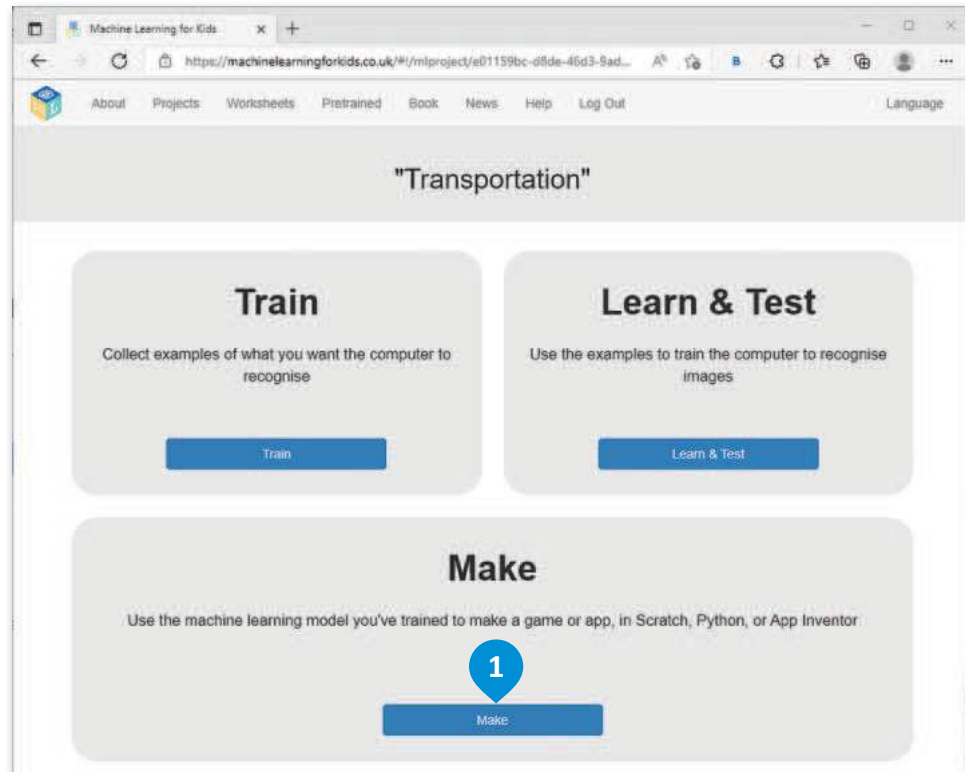 Machine Learning for Kids
https://machinelearningforkids.co.uk/#!/mlproject/e01159bc-d8de-46d3-9ad...
About Projects Worksheets Pretrained Book News Help Log Out Language
"Transportation"
Train
Collect examples of what you want the computer to
recognise
Train
Learn & Test
Use the examples to train the computer to recognise
images
Learn & Test
Make
Use the machine learning model you've trained to make a game or app, in Scratch, Python, or App Inventor
1
Make